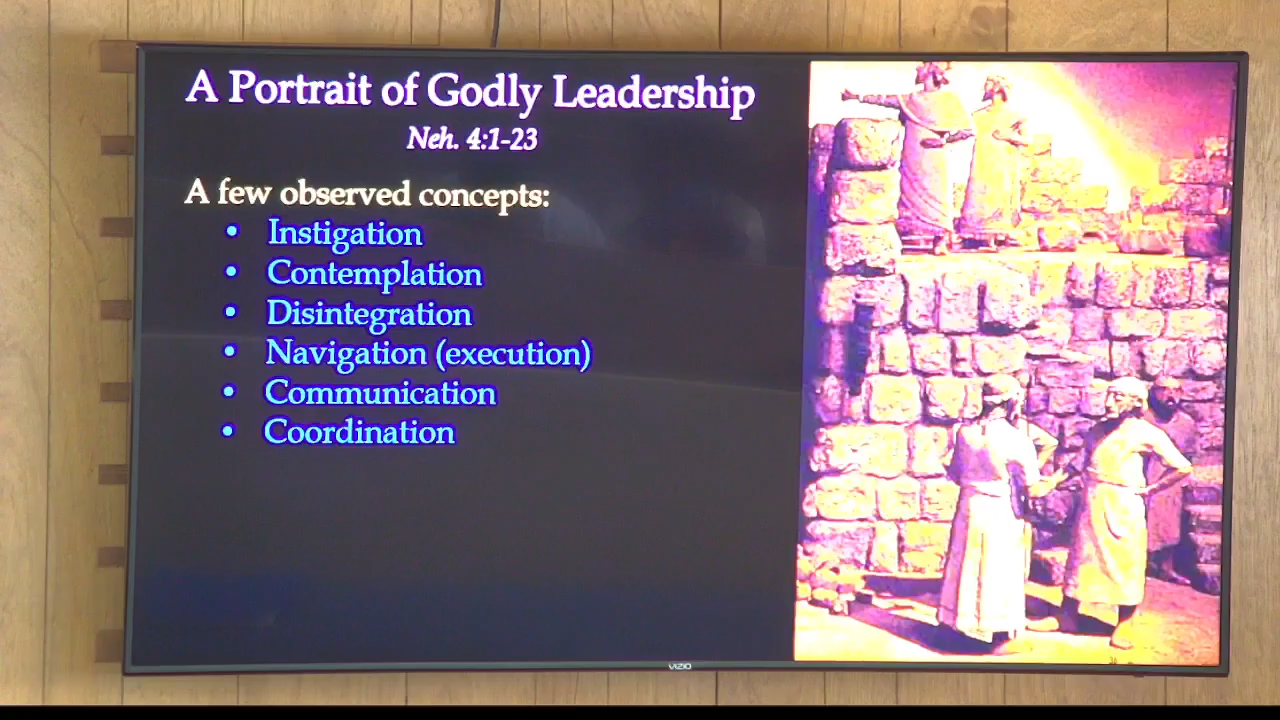 A Portrait of Godly Leadership
Neh. 4:1-23
A few observed concepts:
• Instigation
• Contemplation
• Disintegration
• Navigation (execution)
• Communication
• Coordination
VIZIO